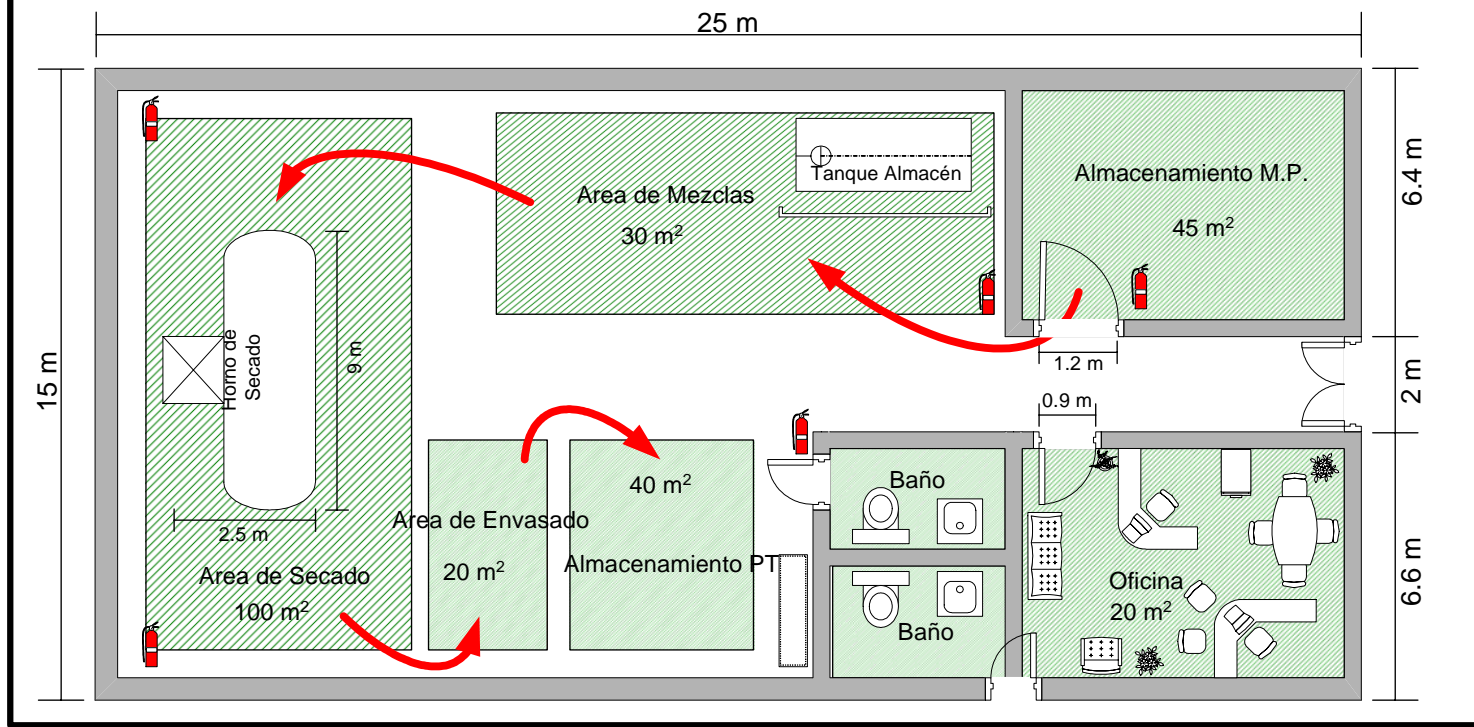 25 m
15 m
6.4 m
2 m
6.6 m
Tanque Almacén
Area de Mezclas
30 m²
Almacenamiento M.P.
45 m²
1.2 m
0.9 m
Horno de
Secado
9 m
2.5 m
Area de Secado
100 m²
Area de Envasado
20 m²
40 m²
Almacenamiento PT
Baño
Baño
Oficina
20 m²